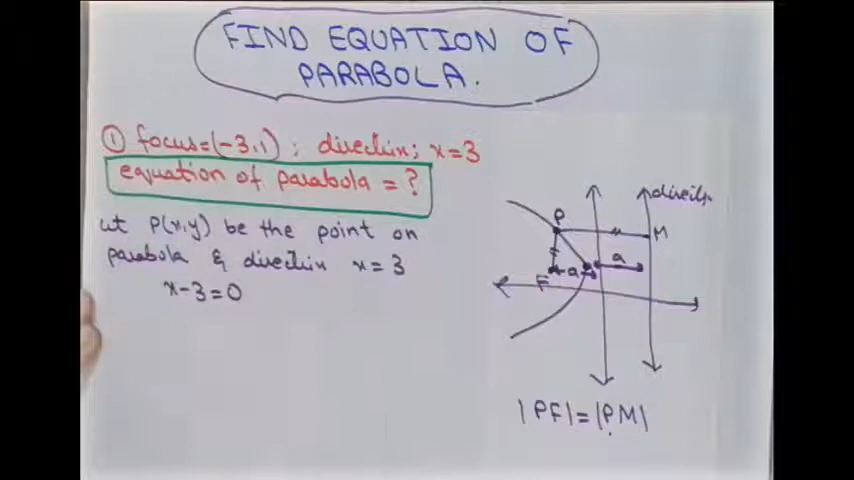 FIND EQUATION OF
PARABOLA.
① focus=(-3,1) ; directrix; x=3
equation of parabola = ?
let P(x,y) be the point on
parabola & directrix x=3
x-3=0
directx.
P
M
F
a
a
|PF|=|PM|